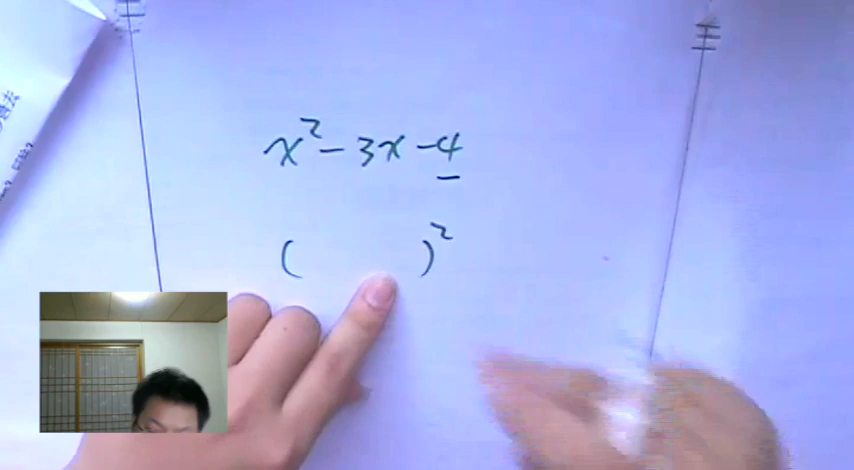 x² - 3x - 4
(      )²